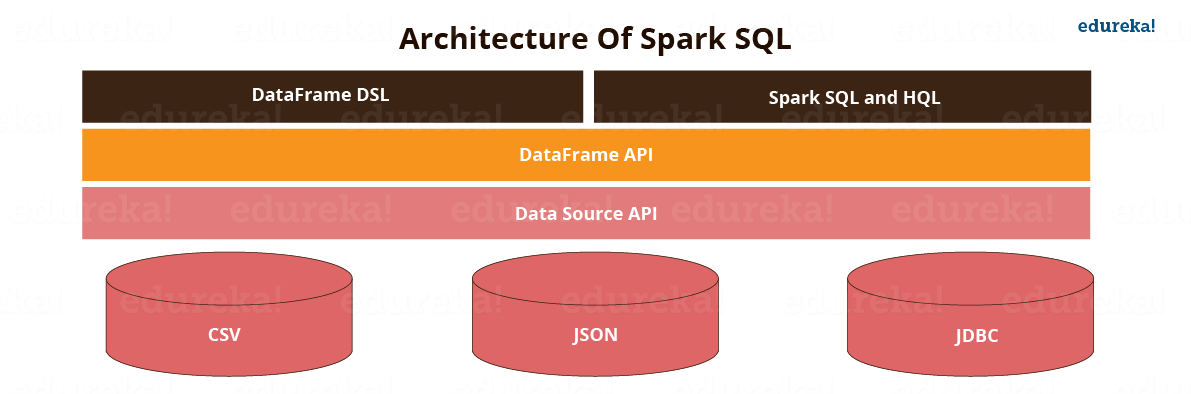 Architecture Of Spark SQL
edureka!
DataFrame DSL
Spark SQL and HQL
DataFrame API
Data Source API
CSV
JSON
JDBC